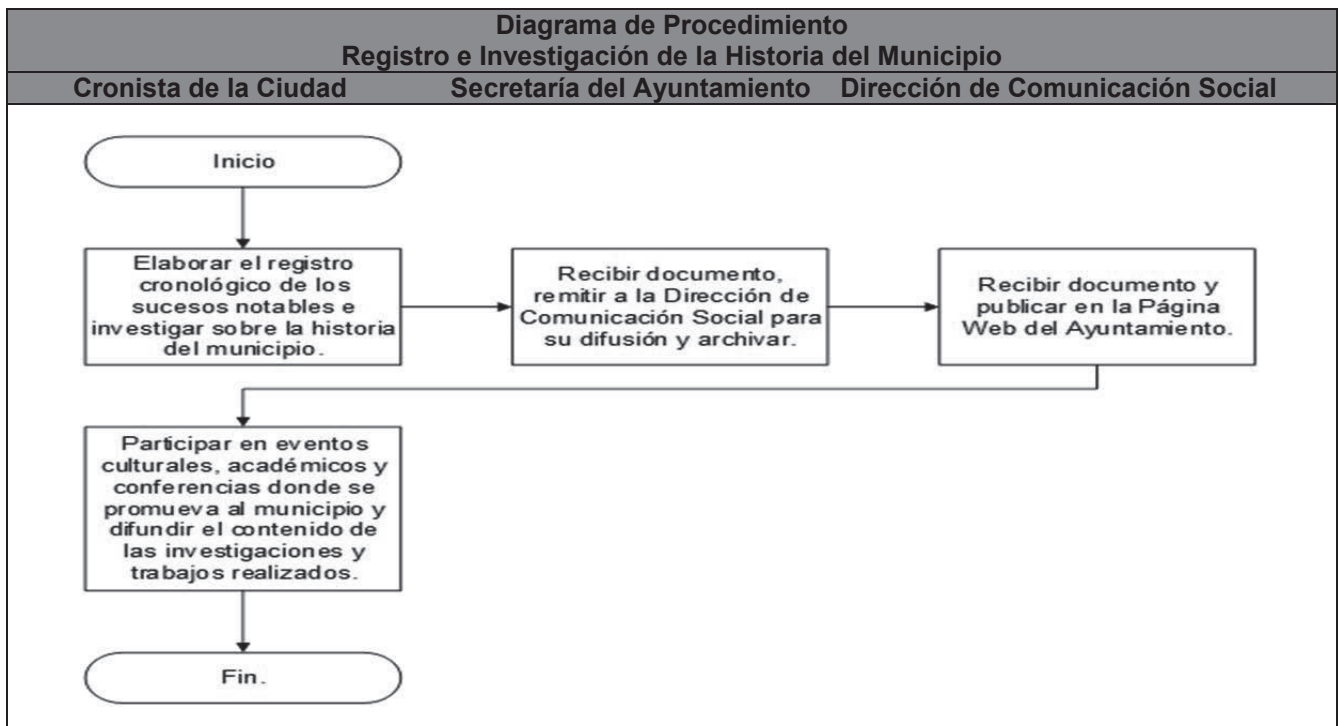 Diagrama de Procedimiento
Registro e Investigación de la Historia del Municipio
Cronista de la Ciudad Secretaría del Ayuntamiento Dirección de Comunicación Social
Inicio
Elaborar el registro
cronológico de los
sucesos notables e
investigar sobre la historia
del municipio.
Recibir documento,
remitir a la Dirección de
Comunicación Social para
su difusión y archivar.
Recibir documento y
publicar en la Página
Web del Ayuntamiento.
Participar en eventos
culturales, académicos y
conferencias donde se
promueva al municipio y
difundir el contenido de
las investigaciones y
trabajos realizados.
Fin.